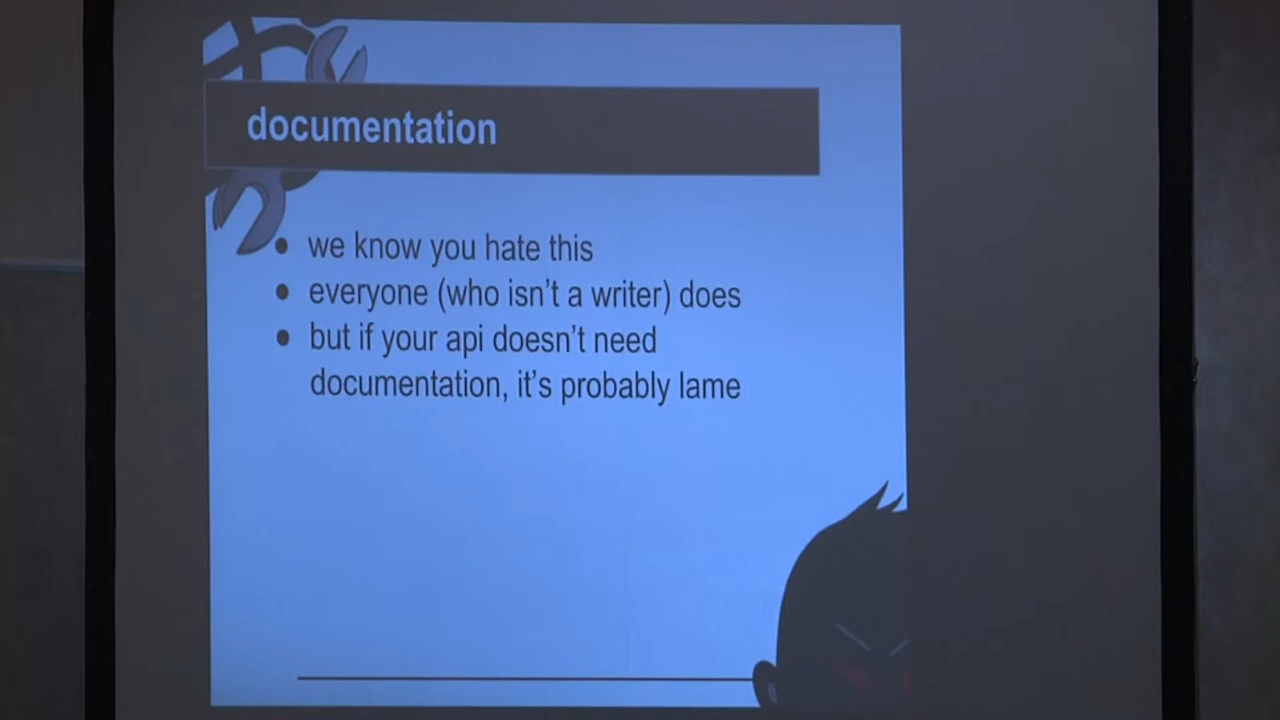 documentation
• we know you hate this
• everyone (who isn't a writer) does
• but if your api doesn't need
documentation, it's probably lame